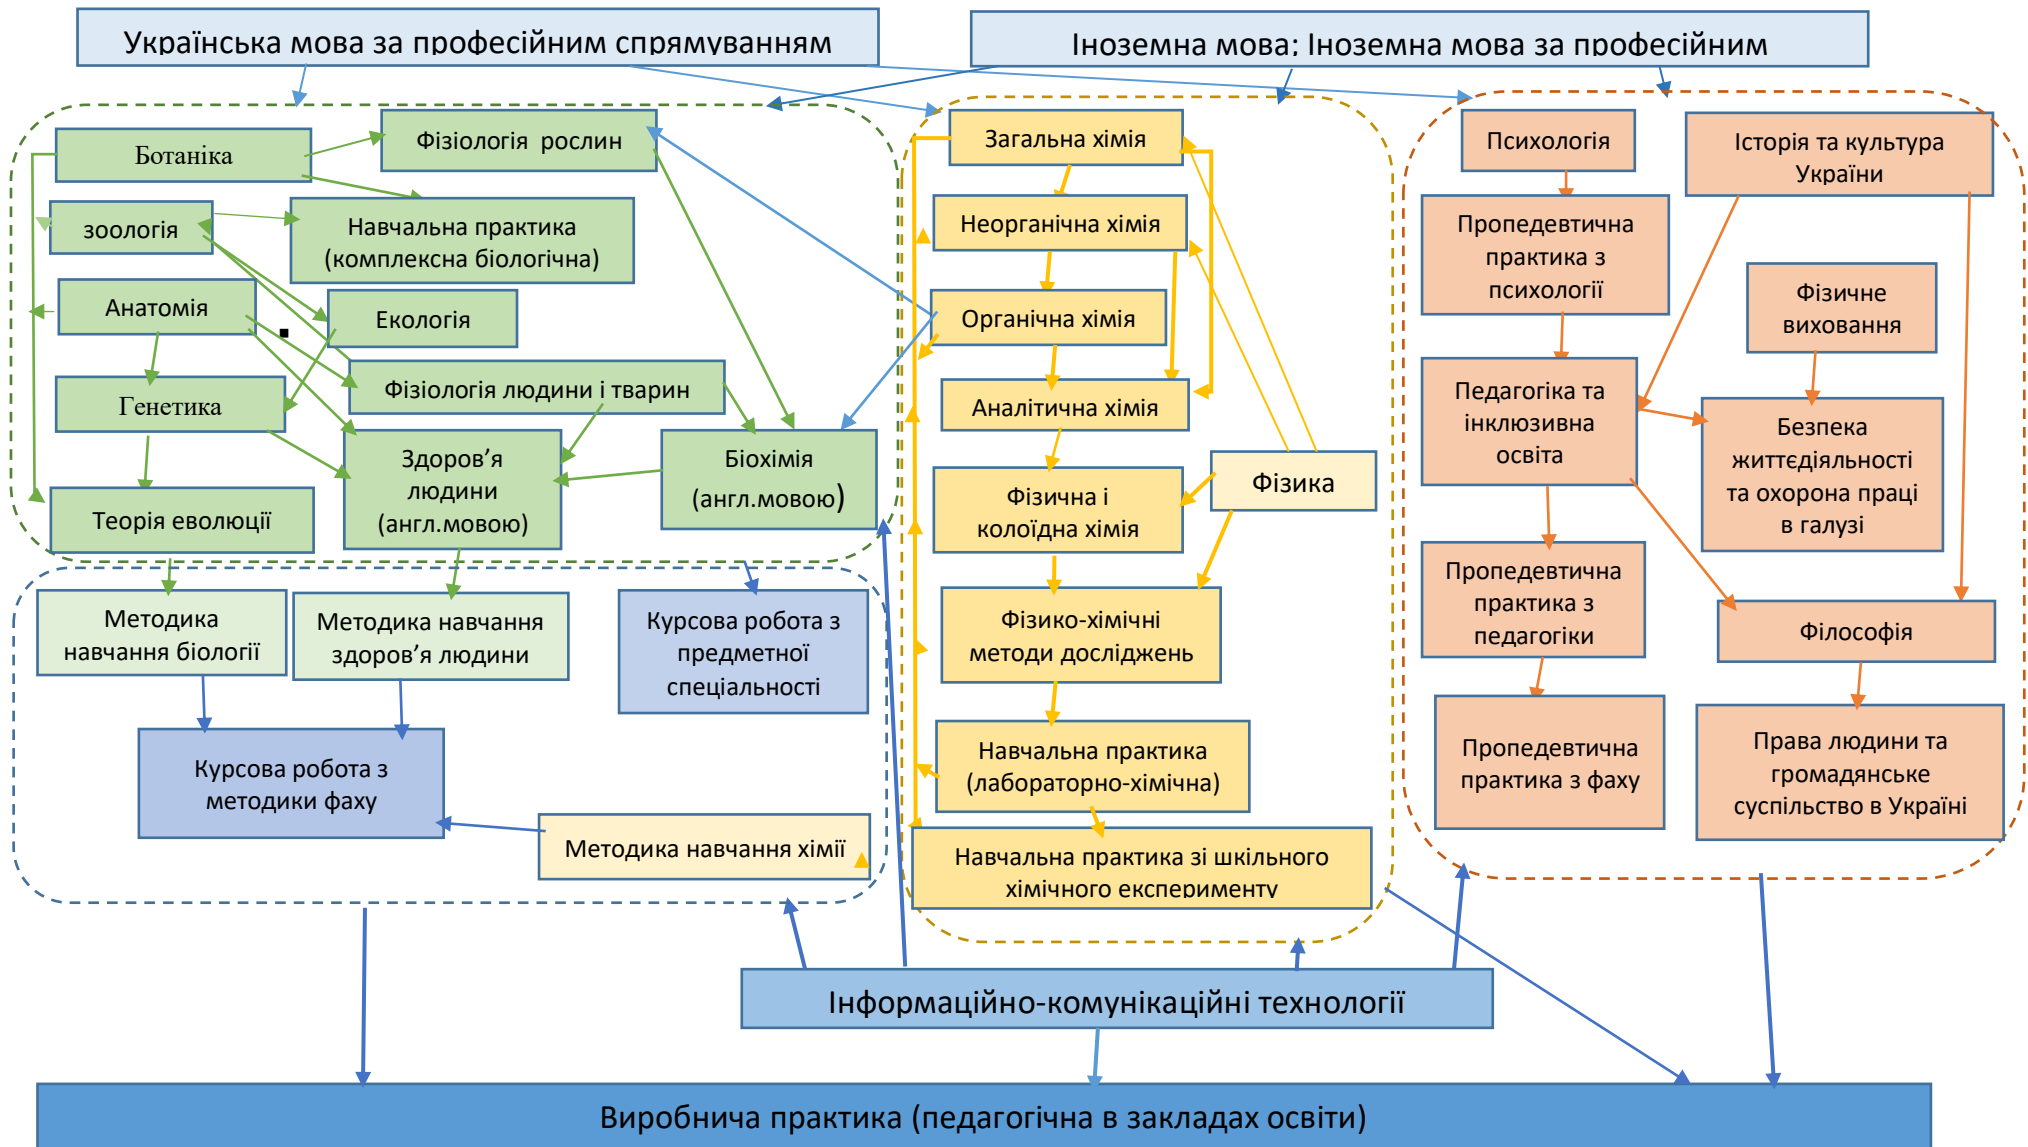 Українська мова за професійним спрямуванням
Іноземна мова: Іноземна мова за професійним
Ботаніка
Фізіологія рослин
зоологія
Навчальна практика
(комплексна біологічна)
Анатомія
Екологія
Генетика
Фізіологія людини і тварин
Здоров’я
людини
(англ.мовою)
Біохімія
(англ.мовою)
Теорія еволюції
Методика
навчання біології
Методика навчання
здоров’я людини
Курсова робота з
предметної
спеціальності
Курсова робота з
методики фаху
Методика навчання хімії
Загальна хімія
Неорганічна хімія
Органічна хімія
Аналітична хімія
Фізична і
колоїдна хімія
Фізика
Фізико-хімічні
методи досліджень
Навчальна практика
(лабораторно-хімічна)
Навчальна практика зі шкільного
хімічного експерименту
Психологія
Історія та культура
України
Пропедевтична
практика з
психології
Фізичне
виховання
Педагогіка та
інклюзивна
освіта
Безпека
життєдіяльності
та охорона праці
в галузі
Пропедевтична
практика з
педагогіки
Філософія
Пропедевтична
практика з фаху
Права людини та
громадянське
суспільство в Україні
Інформаційно-комунікаційні технології
Виробнича практика (педагогічна в закладах освіти)